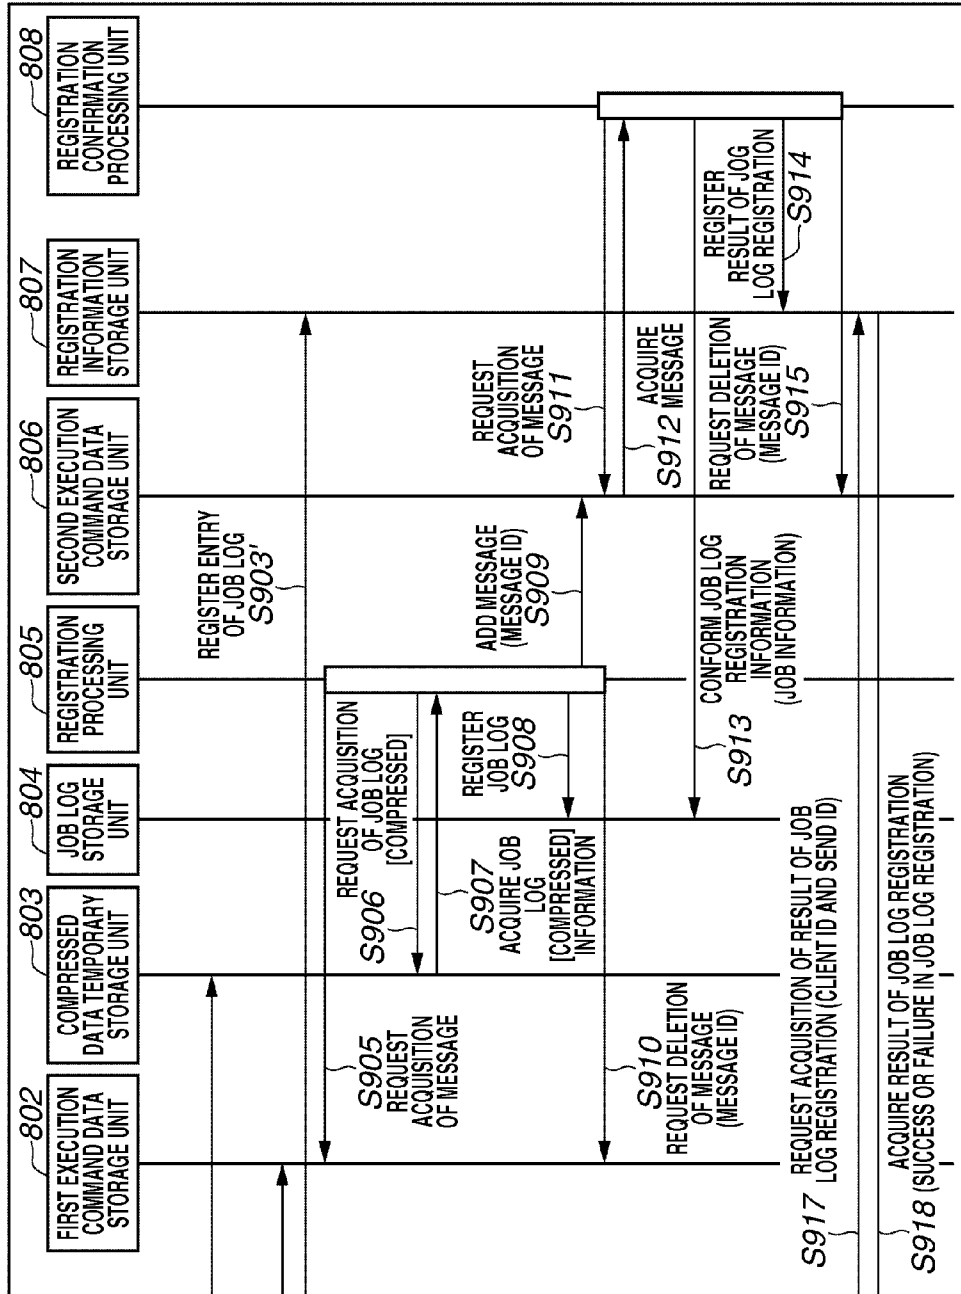 802
FIRST EXECUTION
COMMAND DATA
STORAGE UNIT
803
COMPRESSED
DATA TEMPORARY
STORAGE UNIT
804
JOB LOG
STORAGE
UNIT
805
REGISTRATION
PROCESSING
UNIT
806
SECOND EXECUTION
COMMAND DATA
STORAGE UNIT
807
REGISTRATION
INFORMATION
STORAGE UNIT
808
REGISTRATION
CONFIRMATION
PROCESSING UNIT
REGISTER ENTRY
OF JOB LOG
S903'
S905
REQUEST
ACQUISITION
OF MESSAGE
REQUEST ACQUISITION
OF JOB LOG
[COMPRESSED]
S906
S907
ACQUIRE JOB
LOG
[COMPRESSED]
INFORMATION
REGISTER
JOB LOG
S908
ADD MESSAGE
(MESSAGE ID)
S909
S910
REQUEST DELETION
OF MESSAGE
(MESSAGE ID)
REQUEST
ACQUISITION
OF MESSAGE
S911
ACQUIRE
MESSAGE
S912
CONFORM JOB LOG
REGISTRATION
INFORMATION
(JOB INFORMATION)
S913
REGISTER
RESULT OF JOG
LOG REGISTRATION
S914
REQUEST DELETION
OF MESSAGE
(MESSAGE ID)
S915
REQUEST ACQUISITION OF RESULT OF JOB
LOG REGISTRATION (CLIENT ID AND SEND ID)
S917
ACQUIRE RESULT OF JOB LOG REGISTRATION
S918 (SUCCESS OR FAILURE IN JOB LOG REGISTRATION)